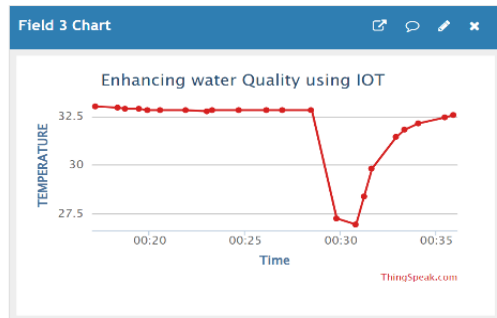 Field 3 Chart
Enhancing water Quality using IOT
TEMPERATURE
32.5
30
27.5
00:20 00:25 00:30 00:35
Time
ThingSpeak.com